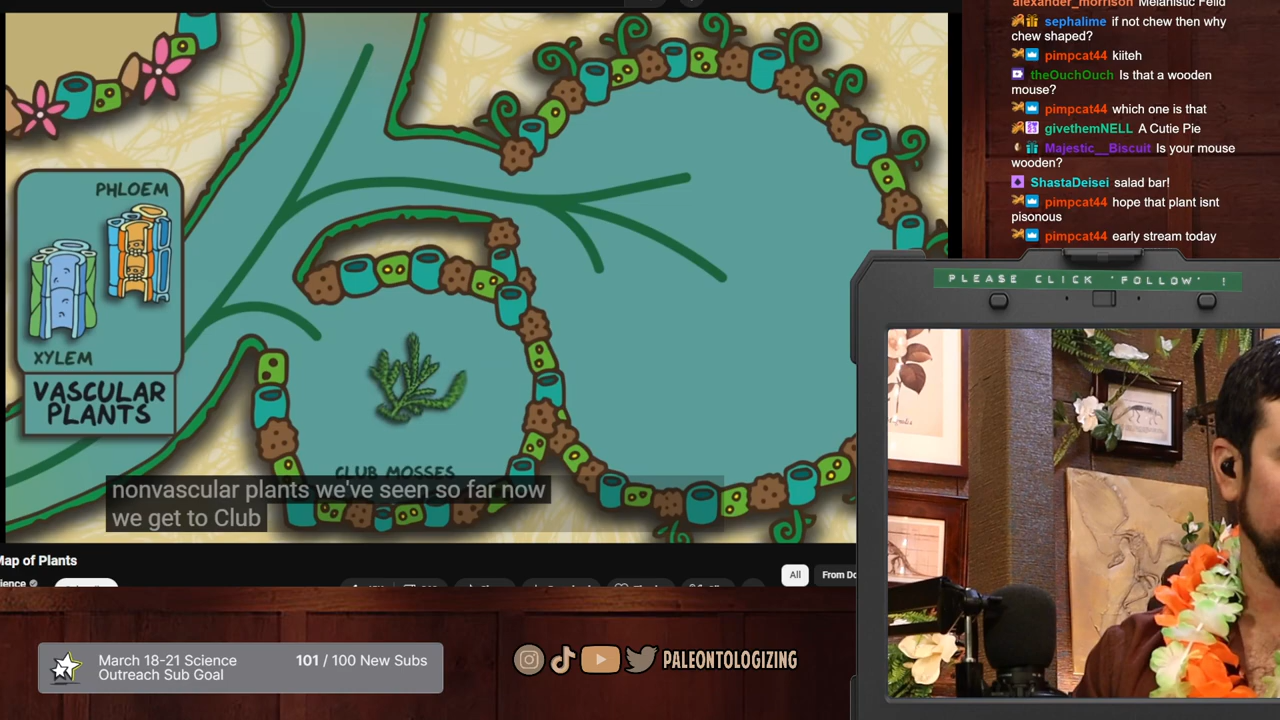 PHLOEM
XYLEM
VASCULAR
PLANTS
CLUB MOSSES
nonvascular plants we've seen so far now
we get to Club
Map of Plants
All
From Do
alexander_morrison Melanistic Felid
sephalime if not chew then why
chew shaped?
pimpcat44 kiiteh
theOuchOuch Is that a wooden
mouse?
pimpcat44 which one is that
givethemNELL A Cutie Pie
Majestic__Biscuit Is your mouse
wooden?
ShastaDeisei salad bar!
pimpcat44 hope that plant isnt
pisonous
pimpcat44 early stream today
PLEASE CLICK 'FOLLOW' !
March 18-21 Science
Outreach Sub Goal
101 / 100 New Subs
PALEONTOLOGIZING